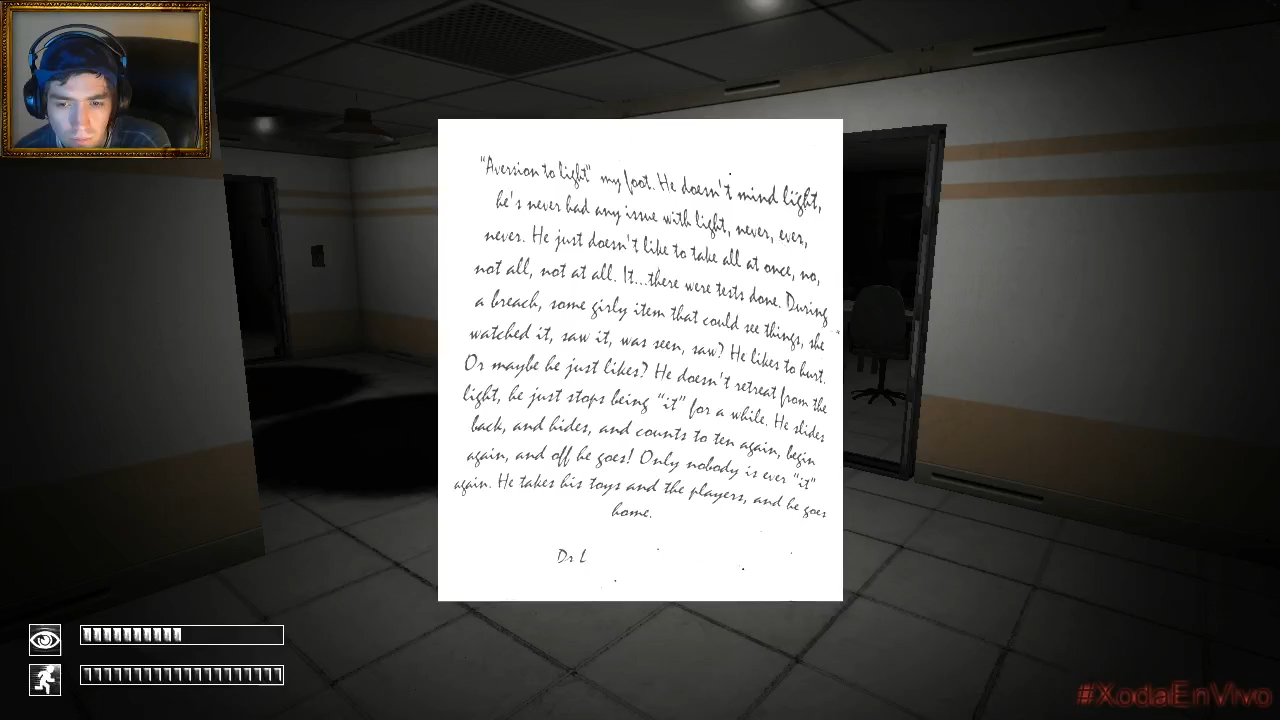 "Aversion to light" my foot. He doesn't mind light,
he's never had any issue with light, never, ever,
never. He just doesn't like to take all at once, no,
not all, not at all. It...there were tests done. During
a breach, some girly item that could see things, she
watched it, saw it, was seen, saw? He likes to hurt.
Or maybe he just likes? He doesn't retreat from the
light, he just stops being "it" for a while. He slides
back, and hides, and counts to ten again, begin
again, and off he goes! Only nobody is ever "it"
again. He takes his toys and the players, and he goes
home.
Dr L
#XodaEnVivo